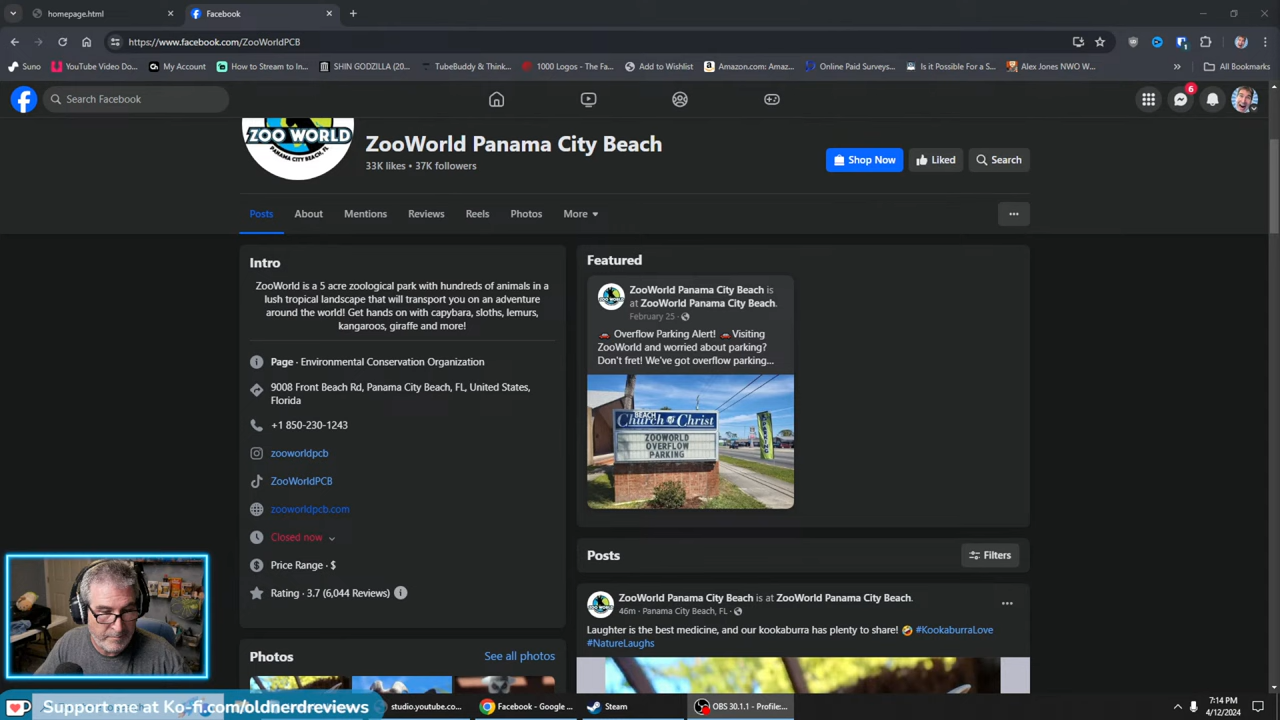 homepage.html
Facebook
https://www.facebook.com/ZooWorldPCB
Suno
YouTube Video Do...
My Account
How to Stream to In...
SHIN GODZILLA (20...
TubeBuddy & Think...
1000 Logos - The Fa...
Add to Wishlist
Amazon.com: Amaz...
Online Paid Surveys...
Is it Possible For a S...
Alex Jones NWO W...
All Bookmarks
Search Facebook
6
ZOO WORLD
PANAMA CITY BEACH, FL
ZooWorld Panama City Beach
33K likes • 37K followers
Shop Now
Liked
Search
Posts
About
Mentions
Reviews
Reels
Photos
More
Intro
ZooWorld is a 5 acre zoological park with hundreds of animals in a
lush tropical landscape that will transport you on an adventure
around the world! Get hands on with capybara, sloths, lemurs,
kangaroos, giraffe and more!
Page · Environmental Conservation Organization
9008 Front Beach Rd, Panama City Beach, FL, United States,
Florida
+1 850-230-1243
zooworldpcb
ZooWorldPCB
zooworldpcb.com
Closed now
Price Range · $
Rating · 3.7 (6,044 Reviews)
Photos
See all photos
Featured
ZooWorld Panama City Beach is
at ZooWorld Panama City Beach.
February 25
🚗 Overflow Parking Alert! 🚗 Visiting
ZooWorld and worried about parking?
Don't fret! We've got overflow parking...
BEACH
Church of Christ
ZOOWORLD
OVERFLOW
PARKING
Posts
Filters
ZooWorld Panama City Beach is at ZooWorld Panama City Beach.
46m · Panama City Beach, FL
Laughter is the best medicine, and our kookaburra has plenty to share! 🤣 #KookaburraLove
#NatureLaughs
Support me at Ko-fi.com/oldnerdreviews
studio.youtube.co...
Facebook - Google ...
Steam
OBS 30.1.1 - Profile:...
7:14 PM
4/12/2024